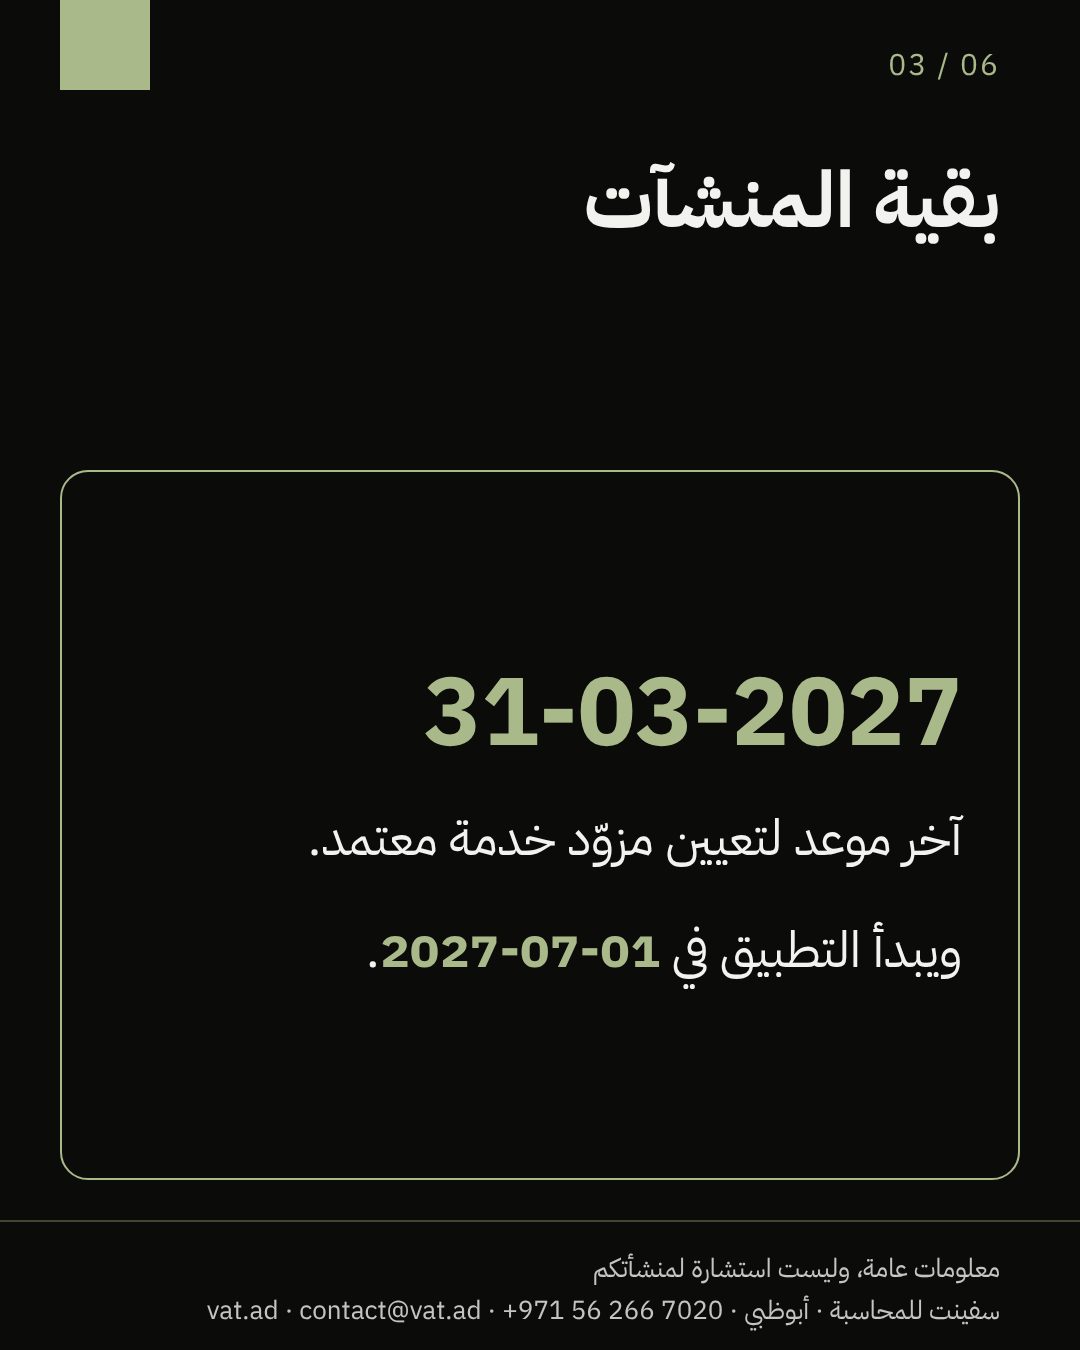 03 / 06
بقية المنشآت
31-03-2027
آخر موعد لتعيين مزوّد خدمة معتمد.
ويبدأ التطبيق في 2027-07-01.
معلومات عامة، وليست استشارة لمنشأتكم
سفينت للمحاسبة · أبوظبي · vat.ad · contact@vat.ad · +971 56 266 7020